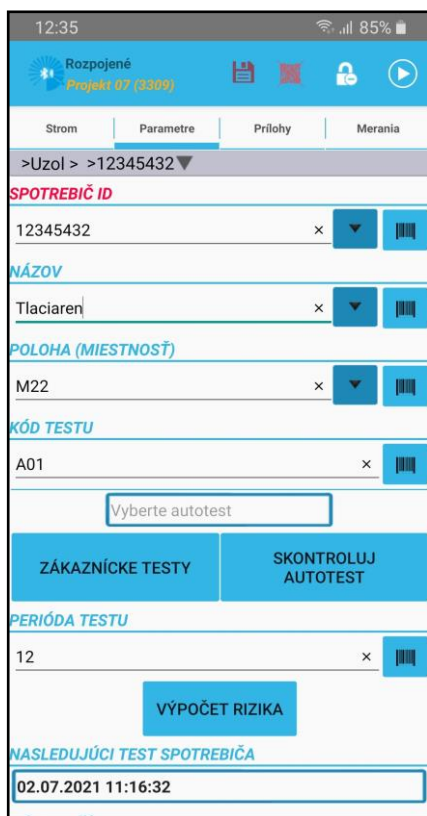 12:35 85%
Rozpojené
Projekt 07 (3309)
Strom Parametre Prílohy Merania
>Uzol > >12345432▼
SPOTREBIČ ID
12345432 ×
NÁZOV
Tlaciaren ×
POLOHA (MIESTNOSŤ)
M22 ×
KÓD TESTU
A01 ×
Vyberte autotest
ZÁKAZNÍCKE TESTY SKONTROLUJ
AUTOTEST
PERIÓDA TESTU
12 ×
VÝPOČET RIZIKA
NASLEDUJÚCI TEST SPOTREBIČA
02.07.2021 11:16:32